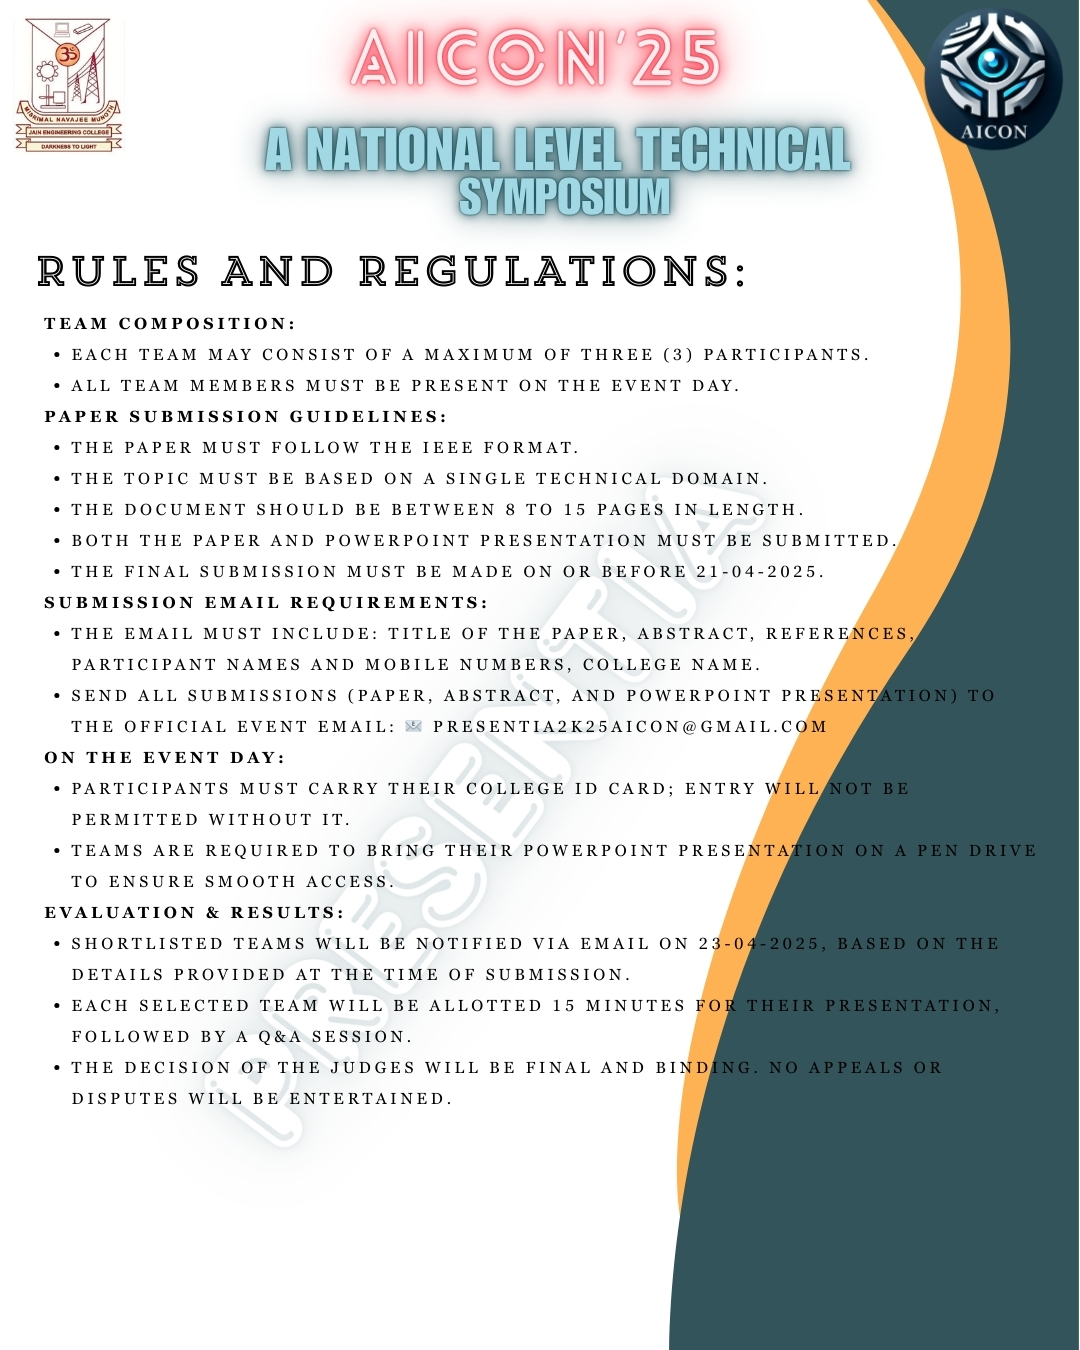 AICON'25
A NATIONAL LEVEL TECHNICAL
SYMPOSIUM
MISRIMAL NAVAJEE MUNOTH
JAIN ENGINEERING COLLEGE
DARKNESS TO LIGHT
AICON
RULES AND REGULATIONS:
TEAM COMPOSITION:
• EACH TEAM MAY CONSIST OF A MAXIMUM OF THREE (3) PARTICIPANTS.
• ALL TEAM MEMBERS MUST BE PRESENT ON THE EVENT DAY.
PAPER SUBMISSION GUIDELINES:
• THE PAPER MUST FOLLOW THE IEEE FORMAT.
• THE TOPIC MUST BE BASED ON A SINGLE TECHNICAL DOMAIN.
• THE DOCUMENT SHOULD BE BETWEEN 8 TO 15 PAGES IN LENGTH.
• BOTH THE PAPER AND POWERPOINT PRESENTATION MUST BE SUBMITTED.
• THE FINAL SUBMISSION MUST BE MADE ON OR BEFORE 21-04-2025.
SUBMISSION EMAIL REQUIREMENTS:
• THE EMAIL MUST INCLUDE: TITLE OF THE PAPER, ABSTRACT, REFERENCES,
PARTICIPANT NAMES AND MOBILE NUMBERS, COLLEGE NAME.
• SEND ALL SUBMISSIONS (PAPER, ABSTRACT, AND POWERPOINT PRESENTATION) TO
THE OFFICIAL EVENT EMAIL: 📧 PRESENTIA2K25AICON@GMAIL.COM
ON THE EVENT DAY:
• PARTICIPANTS MUST CARRY THEIR COLLEGE ID CARD; ENTRY WILL NOT BE
PERMITTED WITHOUT IT.
• TEAMS ARE REQUIRED TO BRING THEIR POWERPOINT PRESENTATION ON A PEN DRIVE
TO ENSURE SMOOTH ACCESS.
EVALUATION & RESULTS:
• SHORTLISTED TEAMS WILL BE NOTIFIED VIA EMAIL ON 23-04-2025, BASED ON THE
DETAILS PROVIDED AT THE TIME OF SUBMISSION.
• EACH SELECTED TEAM WILL BE ALLOTTED 15 MINUTES FOR THEIR PRESENTATION,
FOLLOWED BY A Q&A SESSION.
• THE DECISION OF THE JUDGES WILL BE FINAL AND BINDING. NO APPEALS OR
DISPUTES WILL BE ENTERTAINED.
PRESENTIA